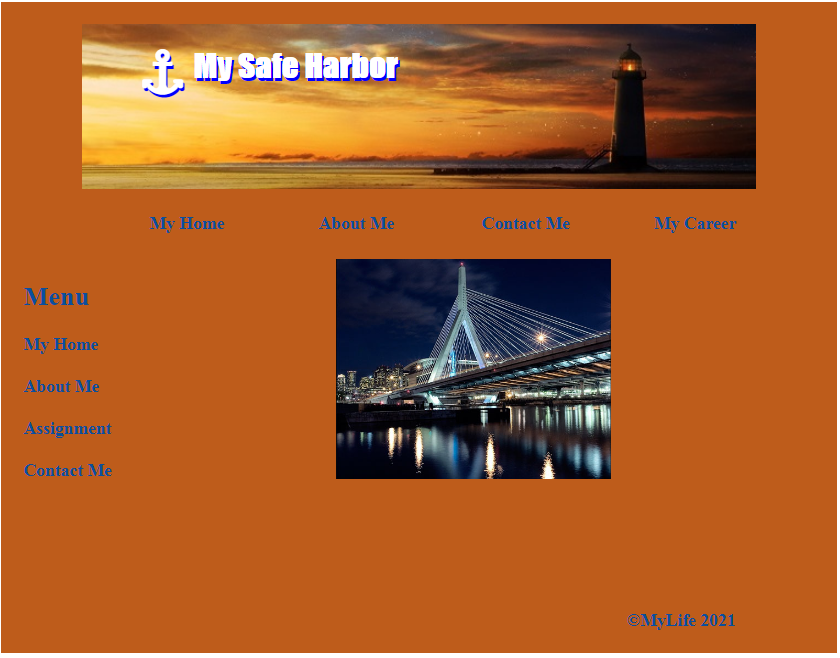 My Safe Harbor
My Home About Me Contact Me My Career
Menu
My Home
About Me
Assignment
Contact Me
©MyLife 2021